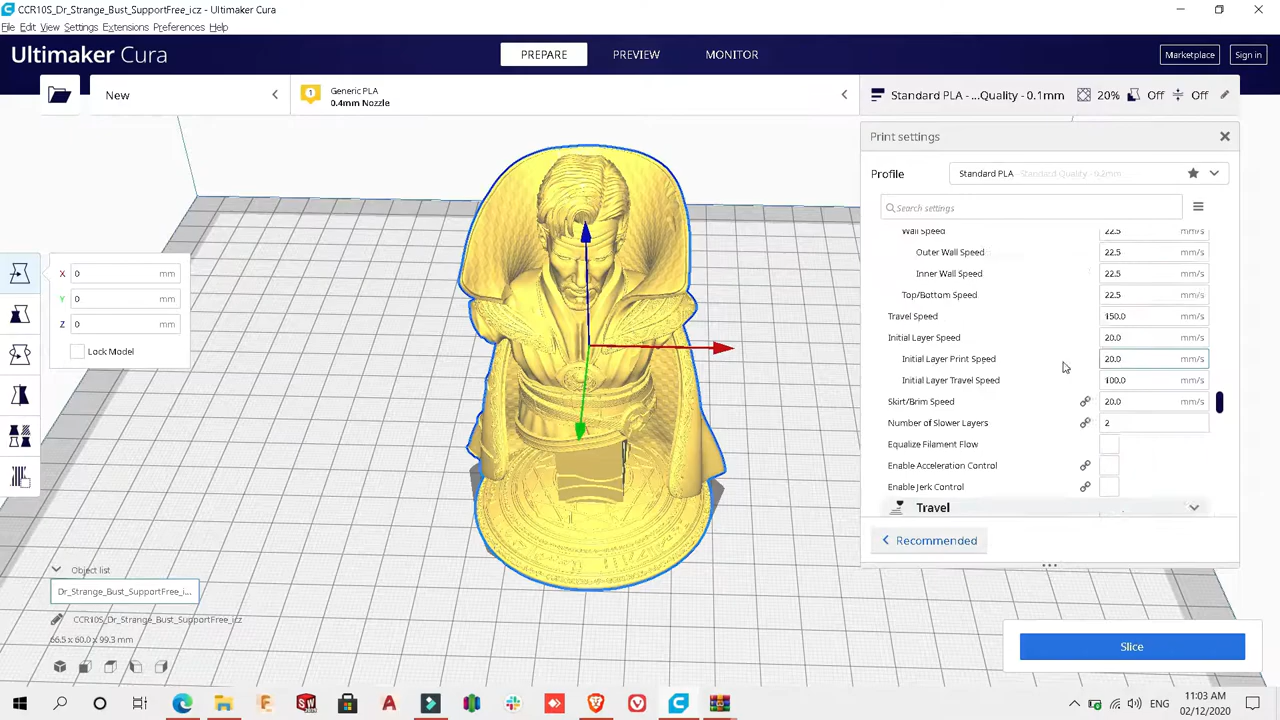 CCR10S_Dr_Strange_Bust_SupportFree_icz - Ultimaker Cura
File Edit View Settings Extensions Preferences Help
Ultimaker Cura
PREPARE
PREVIEW
MONITOR
Marketplace
Sign in
New
1
Generic PLA
0.4mm Nozzle
Standard PLA - ...Quality - 0.1mm
20%
Off
Off
Print settings
Profile
Standard PLA - Standard Quality - 0.2mm
Search settings
Wall Speed 22.5 mm/s
Outer Wall Speed 22.5 mm/s
Inner Wall Speed 22.5 mm/s
Top/Bottom Speed 22.5 mm/s
Travel Speed 150.0 mm/s
Initial Layer Speed 20.0 mm/s
Initial Layer Print Speed 20.0 mm/s
Initial Layer Travel Speed 100.0 mm/s
Skirt/Brim Speed 20.0 mm/s
Number of Slower Layers 2
Equalize Filament Flow
Enable Acceleration Control
Enable Jerk Control
Travel
Recommended
X 0 mm
Y 0 mm
Z 0 mm
Lock Model
Object list
Dr_Strange_Bust_SupportFree_i...
CCR10S_Dr_Strange_Bust_SupportFree_icz
66.5 x 60.0 x 99.3 mm
Slice
ENG
11:03 AM
02/12/2020